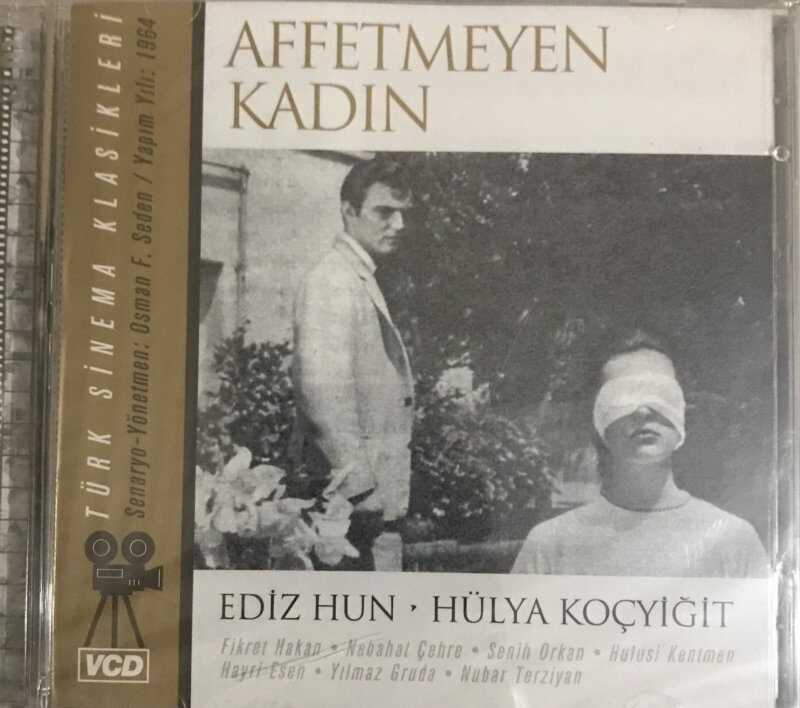 AFFETMEYEN
KADIN
TÜRK SİNEMA KLASİKLERİ
Senaryo-Yönetmen: Osman F. Seden / Yapım Yılı: 1964
VCD
EDİZ HUN • HÜLYA KOÇYİĞİT
Fikret Hakan • Nebahat Çehre • Senih Orkan • Hulusi Kentmen
Hayri Esen • Yılmaz Gruda • Nubar Terziyan